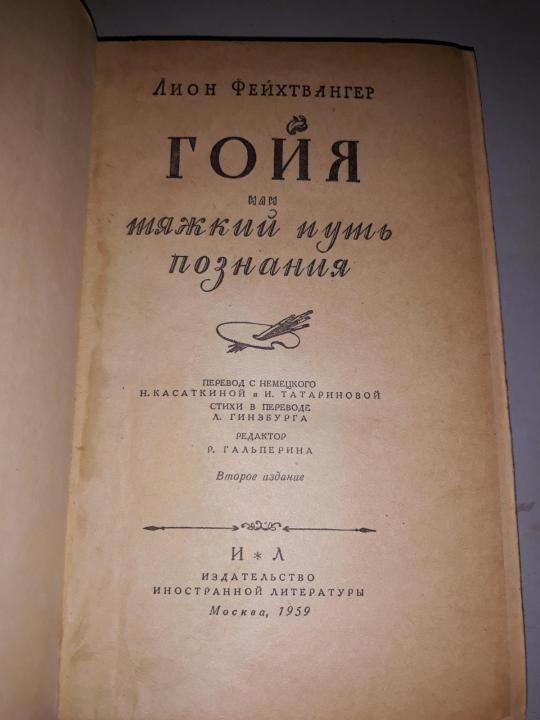 Лион Фейхтвангер
ГОЙЯ
или
тяжкий путь
познания
ПЕРЕВОД С НЕМЕЦКОГО
Н. КАСАТКИНОЙ и И. ТАТАРИНОВОЙ
СТИХИ В ПЕРЕВОДЕ
Л. ГИНЗБУРГА
РЕДАКТОР
Р. ГАЛЬПЕРИНА
Второе издание
И * Л
ИЗДАТЕЛЬСТВО
ИНОСТРАННОЙ ЛИТЕРАТУРЫ
Москва, 1959